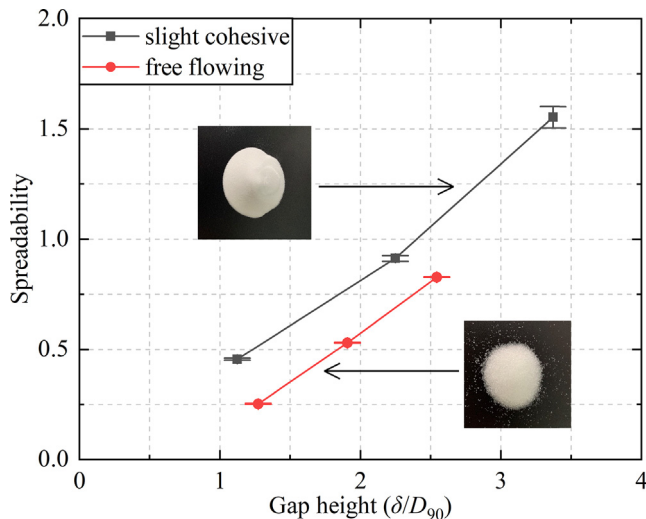 2.0
slight cohesive
free flowing
1.5
1.0
0.5
0.0
Spreadability
0 1 2 3 4
Gap height (δ/D90)